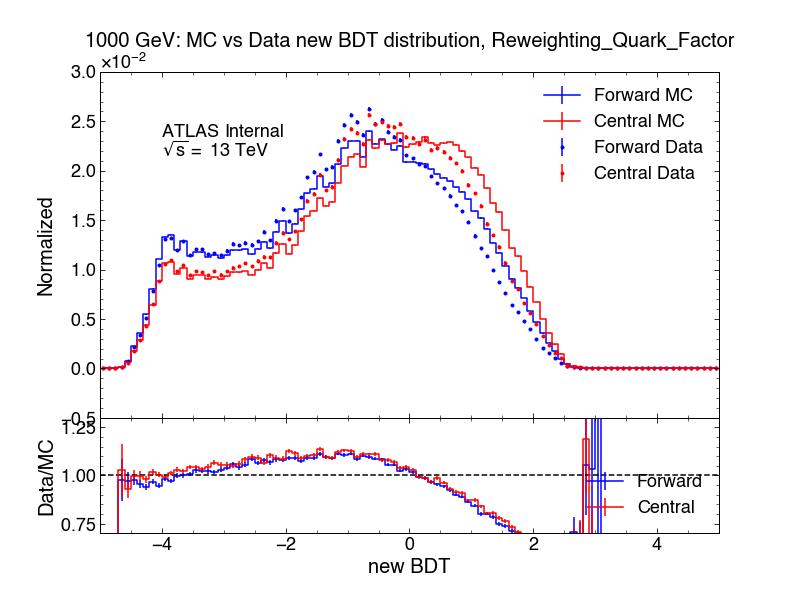 1000 GeV: MC vs Data new BDT distribution, Reweighting_Quark_Factor
×10⁻²
3.0
2.5
2.0
1.5
1.0
0.5
0.0
−0.5
Normalized
ATLAS Internal
√s = 13 TeV
Forward MC
Central MC
Forward Data
Central Data
1.25
1.00
0.75
Data/MC
Forward
Central
−4 −2 0 2 4
new BDT